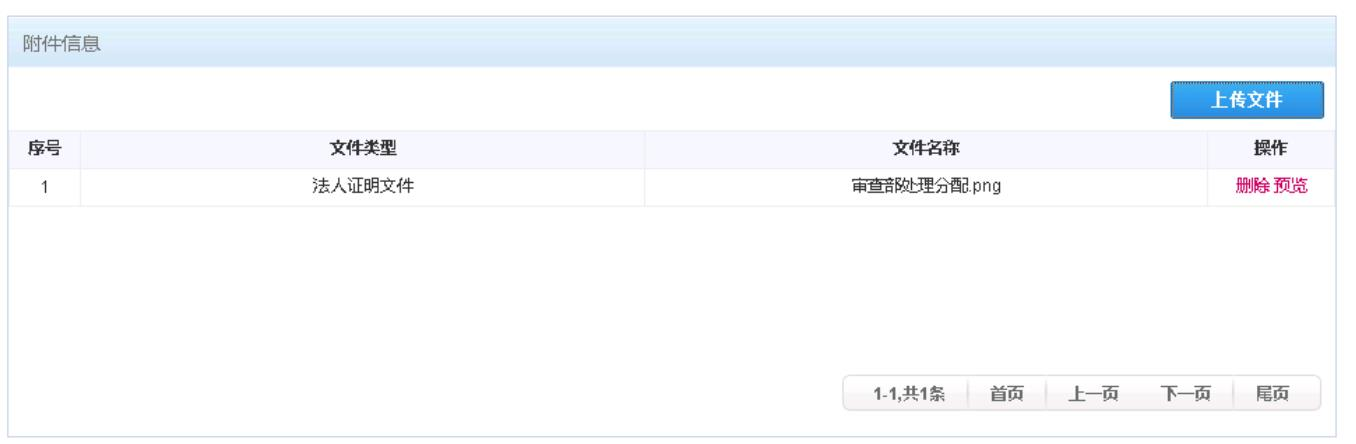 附件信息
上传文件
序号 文件类型 文件名称 操作
1 法人证明文件 审查部处理分配.png 删除 预览
1-1,共1条 首页 上一页 下一页 尾页